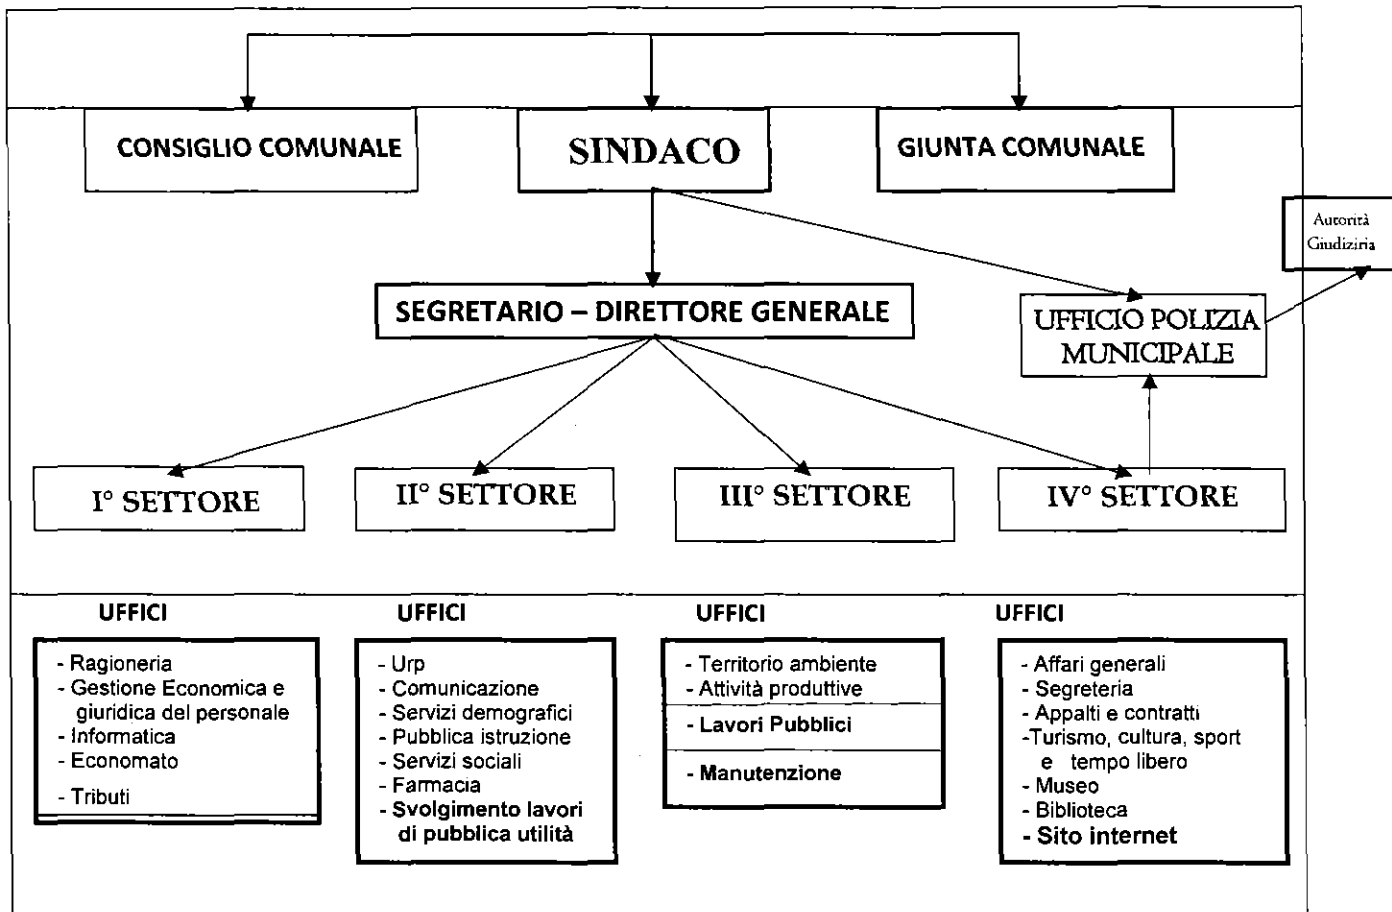 CONSIGLIO COMUNALE
SINDACO
GIUNTA COMUNALE
Autorità
Giudiziria
SEGRETARIO – DIRETTORE GENERALE
UFFICIO POLIZIA
MUNICIPALE
I° SETTORE
II° SETTORE
III° SETTORE
IV° SETTORE
UFFICI
- Ragioneria
- Gestione Economica e
giuridica del personale
- Informatica
- Economato
- Tributi
UFFICI
- Urp
- Comunicazione
- Servizi demografici
- Pubblica istruzione
- Servizi sociali
- Farmacia
- Svolgimento lavori
di pubblica utilità
UFFICI
- Territorio ambiente
- Attività produttive
- Lavori Pubblici
- Manutenzione
UFFICI
- Affari generali
- Segreteria
- Appalti e contratti
-Turismo, cultura, sport
e tempo libero
- Museo
- Biblioteca
- Sito internet